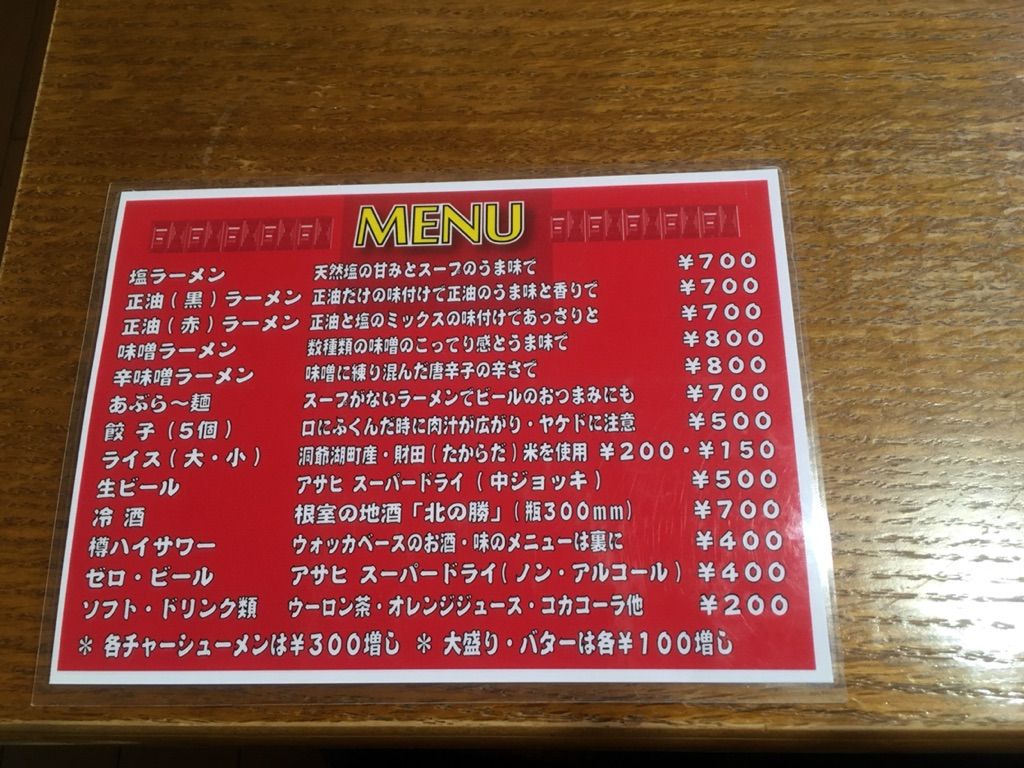 MENU
塩ラーメン 天然塩の甘みとスープのうま味で ¥700
正油(黒)ラーメン 正油だけの味付けで正油のうま味と香りで ¥700
正油(赤)ラーメン 正油と塩のミックスの味付けであっさりと ¥700
味噌ラーメン 数種類の味噌のこってり感とうま味で ¥800
辛味噌ラーメン 味噌に練り混んだ唐辛子の辛さで ¥800
あぶら〜麺 スープがないラーメンでビールのおつまみにも ¥700
餃子(5個) 口にふくんだ時に肉汁が広がり・ヤケドに注意 ¥500
ライス(大・小) 洞爺湖町産・財田(たからだ)米を使用 ¥200・¥150
生ビール アサヒ スーパードライ(中ジョッキ) ¥500
冷酒 根室の地酒「北の勝」(瓶300mm) ¥700
樽ハイサワー ウォッカベースのお酒・味のメニューは裏に ¥400
ゼロ・ビール アサヒ スーパードライ(ノン・アルコール) ¥400
ソフト・ドリンク類 ウーロン茶・オレンジジュース・コカコーラ他 ¥200
＊各チャーシューメンは¥300増し ＊大盛り・バターは各¥100増し